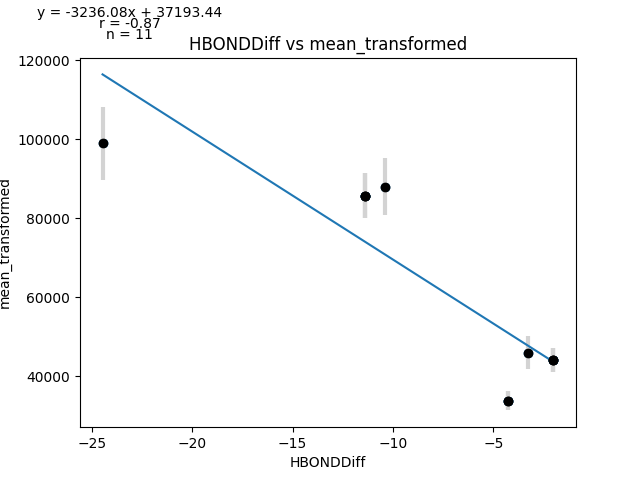 y = -3236.08x + 37193.44
r = -0.87
n = 11
HBONDDiff vs mean_transformed
120000
100000
80000
60000
40000
mean_transformed
−25
−20
−15
−10
−5
HBONDDiff